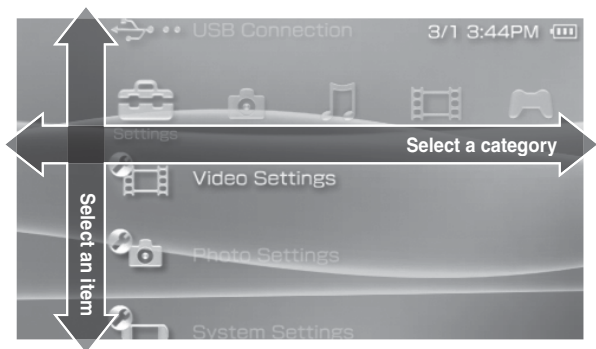 USB Connection
3/1 3:44PM
Settings
Select a category
Video Settings
Select an item
Photo Settings
System Settings